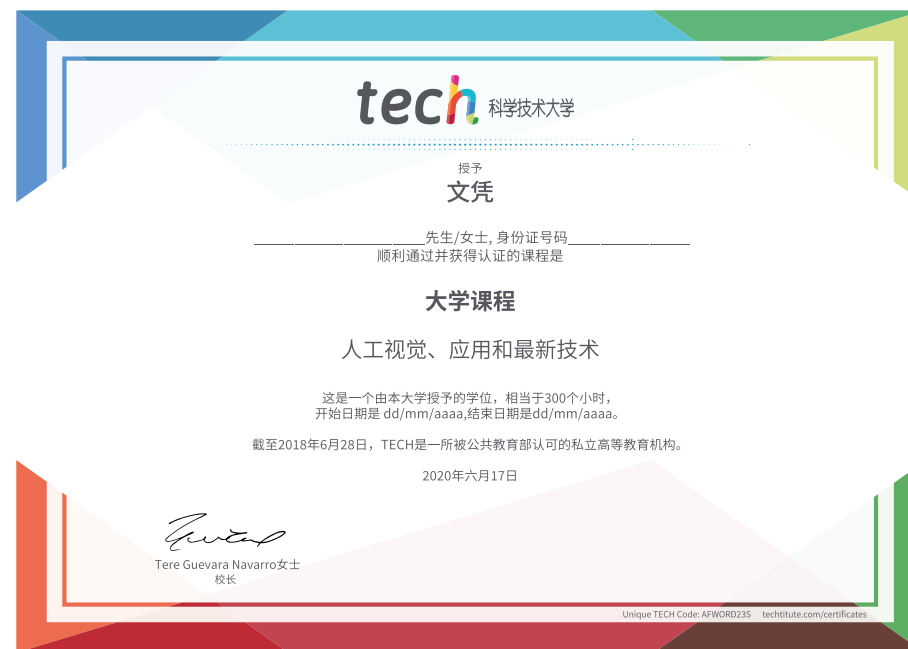 tech 科学技术大学
授予
文凭
____________________先生/女士, 身份证号码______________
顺利通过并获得认证的课程是
大学课程
人工视觉、应用和最新技术
这是一个由本大学授予的学位，相当于300个小时，
开始日期是 dd/mm/aaaa,结束日期是dd/mm/aaaa。
截至2018年6月28日，TECH是一所被公共教育部认可的私立高等教育机构。
2020年六月17日
Tere Guevara Navarro女士
校长
Unique TECH Code: AFWORD23S techtitute.com/certificates